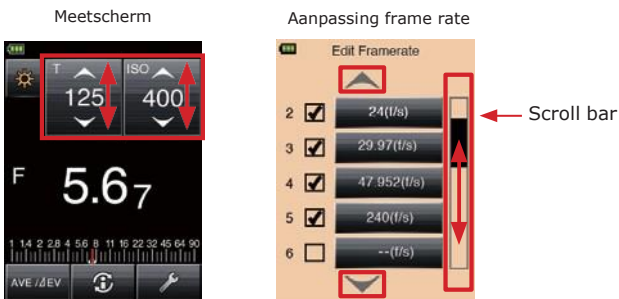 Meetscherm
T ISO
125 400
F 5.67
1 1.4 2 2.8 4 5.6 8 11 16 22 32 45 64 90
AVE/ΔEV
Aanpassing frame rate
Edit Framerate
2 24(f/s)
3 29.97(f/s)
4 47.952(f/s)
5 240(f/s)
6 --(f/s)
Scroll bar